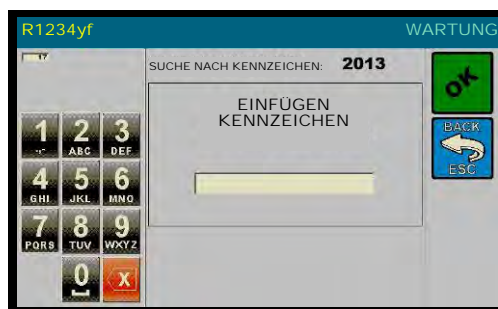 R1234yf WARTUNG
17
SUCHE NACH KENNZEICHEN: 2013
OK
EINFÜGEN
KENNZEICHEN
BACK
ESC
1 2 3
ABC DEF
4 5 6
GHI JKL MNO
7 8 9
PQRS TUV WXYZ
0 X